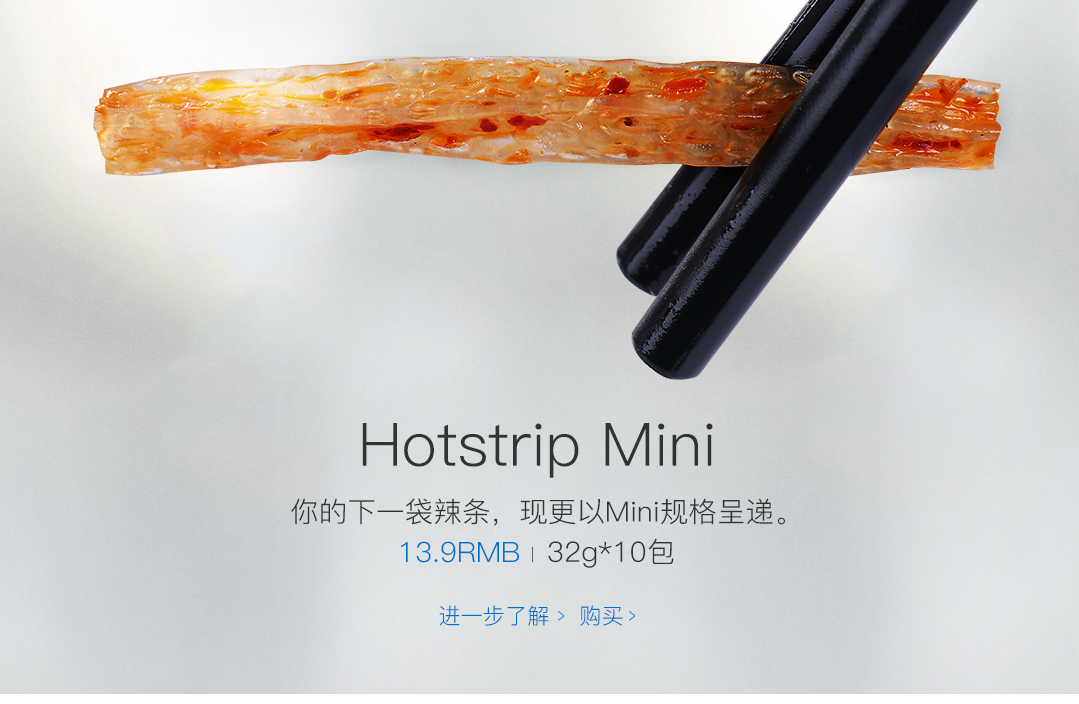 Hotstrip Mini
你的下一袋辣条，现更以Mini规格呈递。
13.9RMB | 32g*10包
进一步了解 > 购买 >